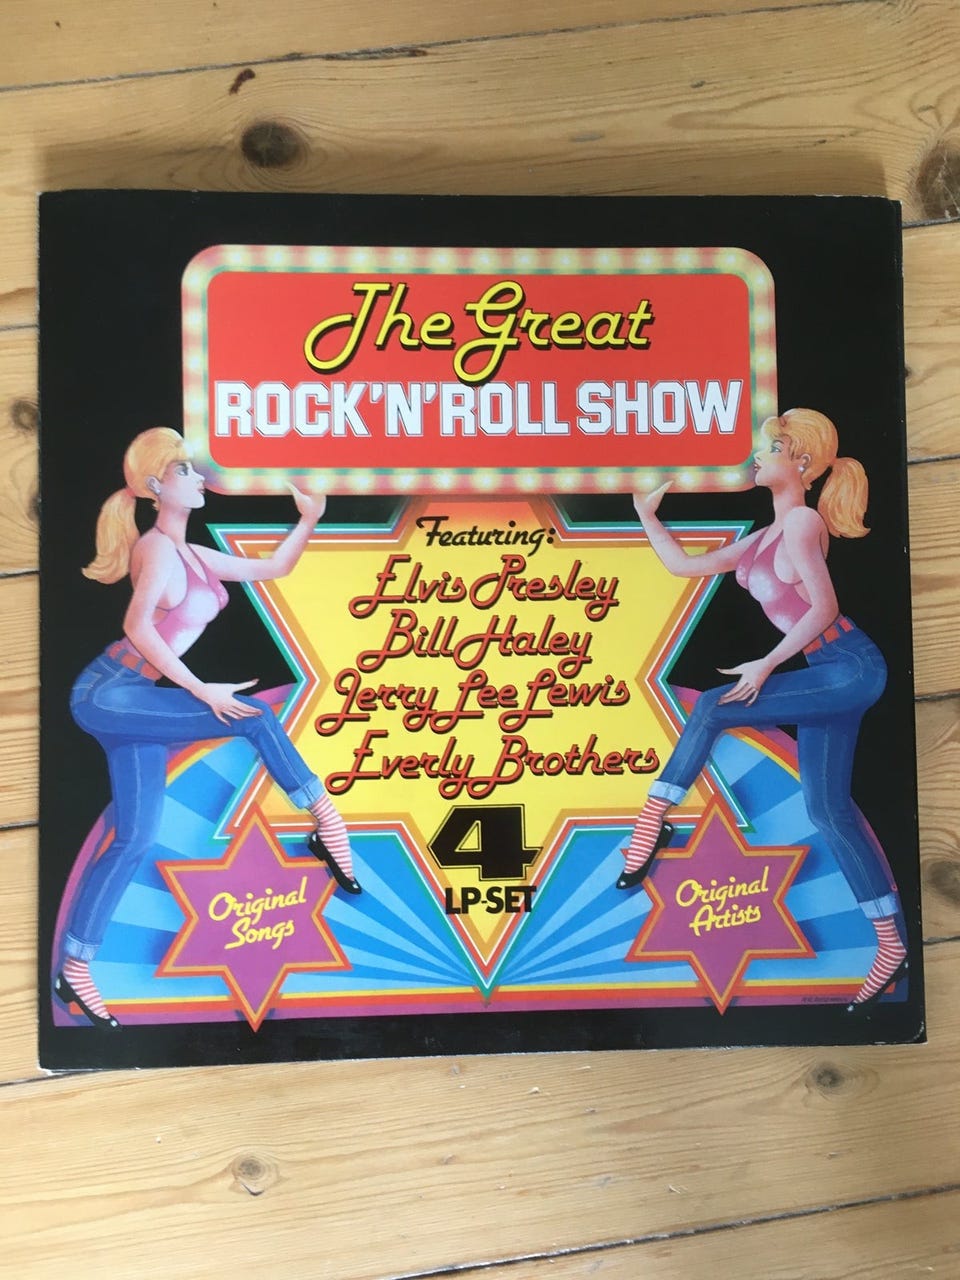 The Great
ROCK'N'ROLL SHOW
Featuring:
Elvis Presley
Bill Haley
Jerry Lee Lewis
Everly Brothers
4
LP-SET
Original
Songs
Original
Artists